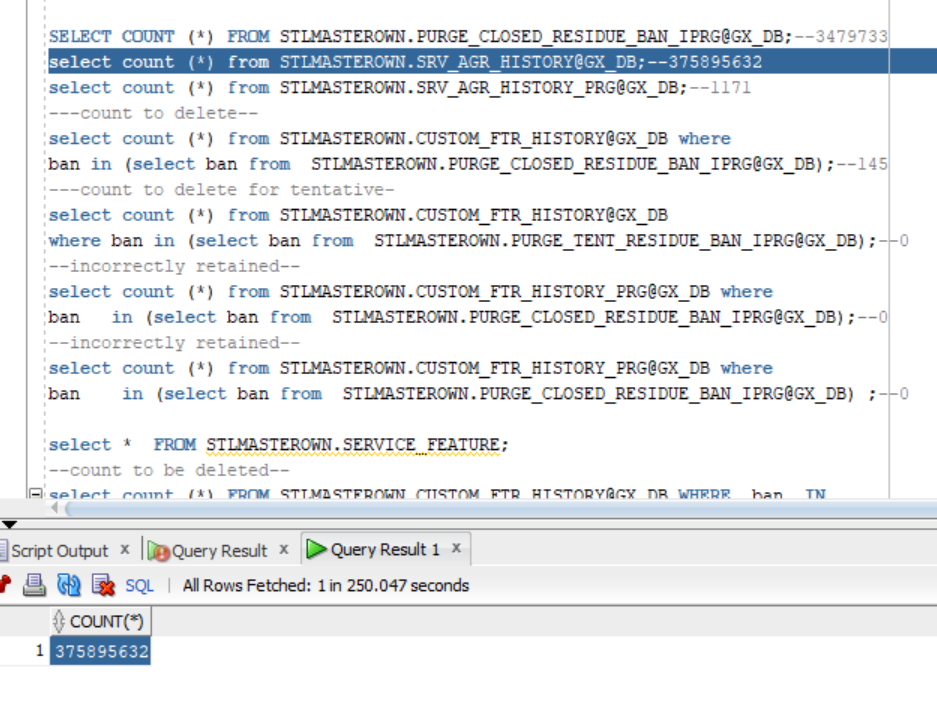 SELECT COUNT (*) FROM STLMASTEROWN.PURGE_CLOSED_RESIDUE_BAN_IPRG@GX_DB;--3479733
select count (*) from STLMASTEROWN.SRV_AGR_HISTORY@GX_DB;--375895632
select count (*) from STLMASTEROWN.SRV_AGR_HISTORY_PRG@GX_DB;--1171
---count to delete--
select count (*) from STLMASTEROWN.CUSTOM_FTR_HISTORY@GX_DB where
ban in (select ban from  STLMASTEROWN.PURGE_CLOSED_RESIDUE_BAN_IPRG@GX_DB);--145
---count to delete for tentative-
select count (*) from STLMASTEROWN.CUSTOM_FTR_HISTORY@GX_DB
where ban in (select ban from  STLMASTEROWN.PURGE_TENT_RESIDUE_BAN_IPRG@GX_DB);--0
--incorrectly retained--
select count (*) from STLMASTEROWN.CUSTOM_FTR_HISTORY_PRG@GX_DB where
ban   in (select ban from  STLMASTEROWN.PURGE_CLOSED_RESIDUE_BAN_IPRG@GX_DB);--0
--incorrectly retained--
select count (*) from STLMASTEROWN.CUSTOM_FTR_HISTORY_PRG@GX_DB where
ban    in (select ban from  STLMASTEROWN.PURGE_CLOSED_RESIDUE_BAN_IPRG@GX_DB) ;--0
select *  FROM STLMASTEROWN.SERVICE_FEATURE;
--count to be deleted--
select count (*) FROM STLMASTEROWN.CUSTOM_FTR_HISTORY@GX_DB WHERE  ban  IN
Script Output x Query Result x Query Result 1 x
SQL | All Rows Fetched: 1 in 250.047 seconds
COUNT(*)
1 375895632